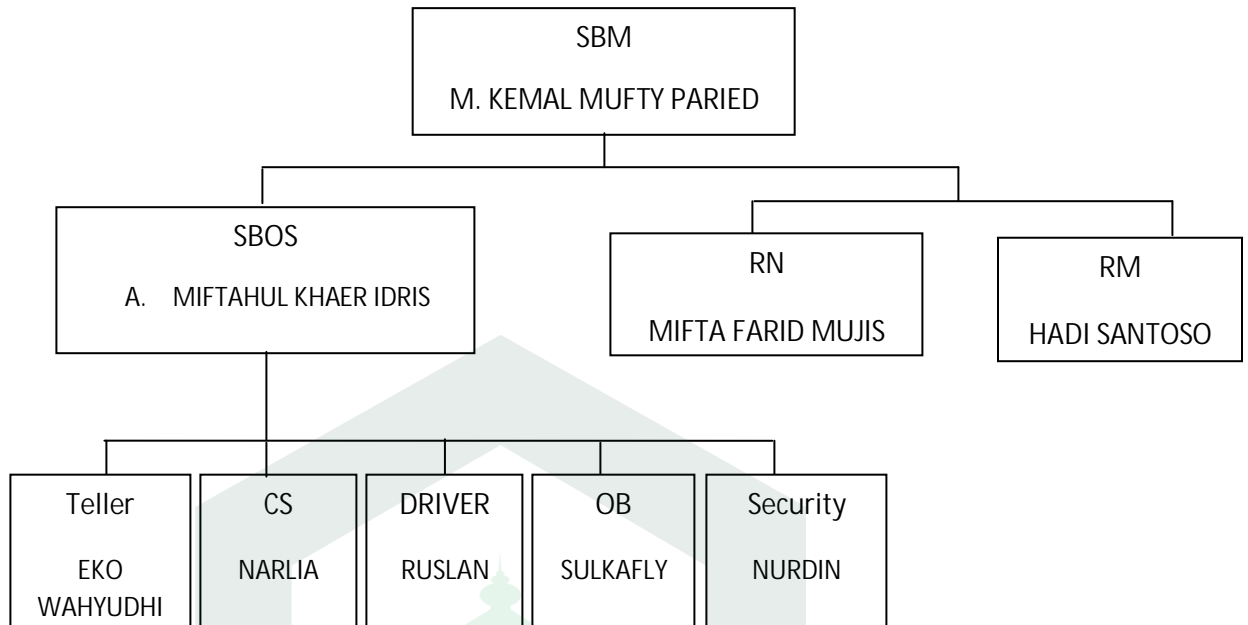 SBM
M. KEMAL MUFTY PARIED
SBOS
A. MIFTAHUL KHAER IDRIS
RN
MIFTA FARID MUJIS
RM
HADI SANTOSO
Teller
EKO
WAHYUDHI
CS
NARLIA
DRIVER
RUSLAN
OB
SULKAFLY
Security
NURDIN